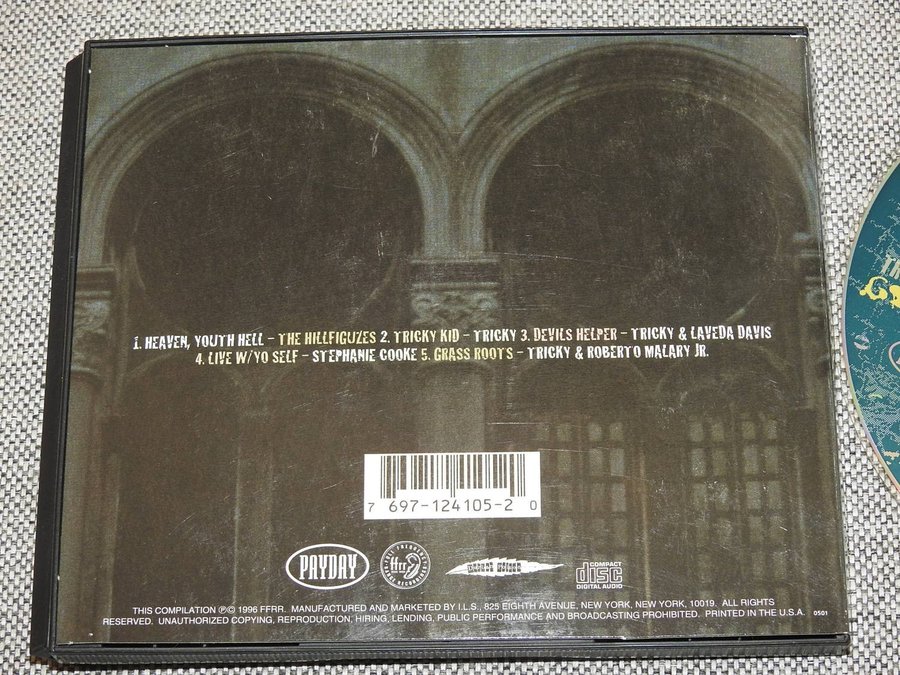 1. HEAVEN, YOUTH HELL – THE HILLFIGUZES 2. TRICKY KID – TRICKY 3. DEVILS HELPER – TRICKY & LAVEDA DAVIS
4. LIVE W/YO SELF – STEPHANIE COOKE 5. GRASS ROOTS – TRICKY & ROBERTO MALARY JR.
7 697-124105-2 0
PAYDAY
ffrr
COMPACT
disc
DIGITAL AUDIO
THIS COMPILATION ℗© 1996 FFRR. MANUFACTURED AND MARKETED BY I.L.S., 825 EIGHTH AVENUE, NEW YORK, NEW YORK, 10019. ALL RIGHTS
RESERVED. UNAUTHORIZED COPYING, REPRODUCTION, HIRING, LENDING, PUBLIC PERFORMANCE AND BROADCASTING PROHIBITED. PRINTED IN THE U.S.A. 0501